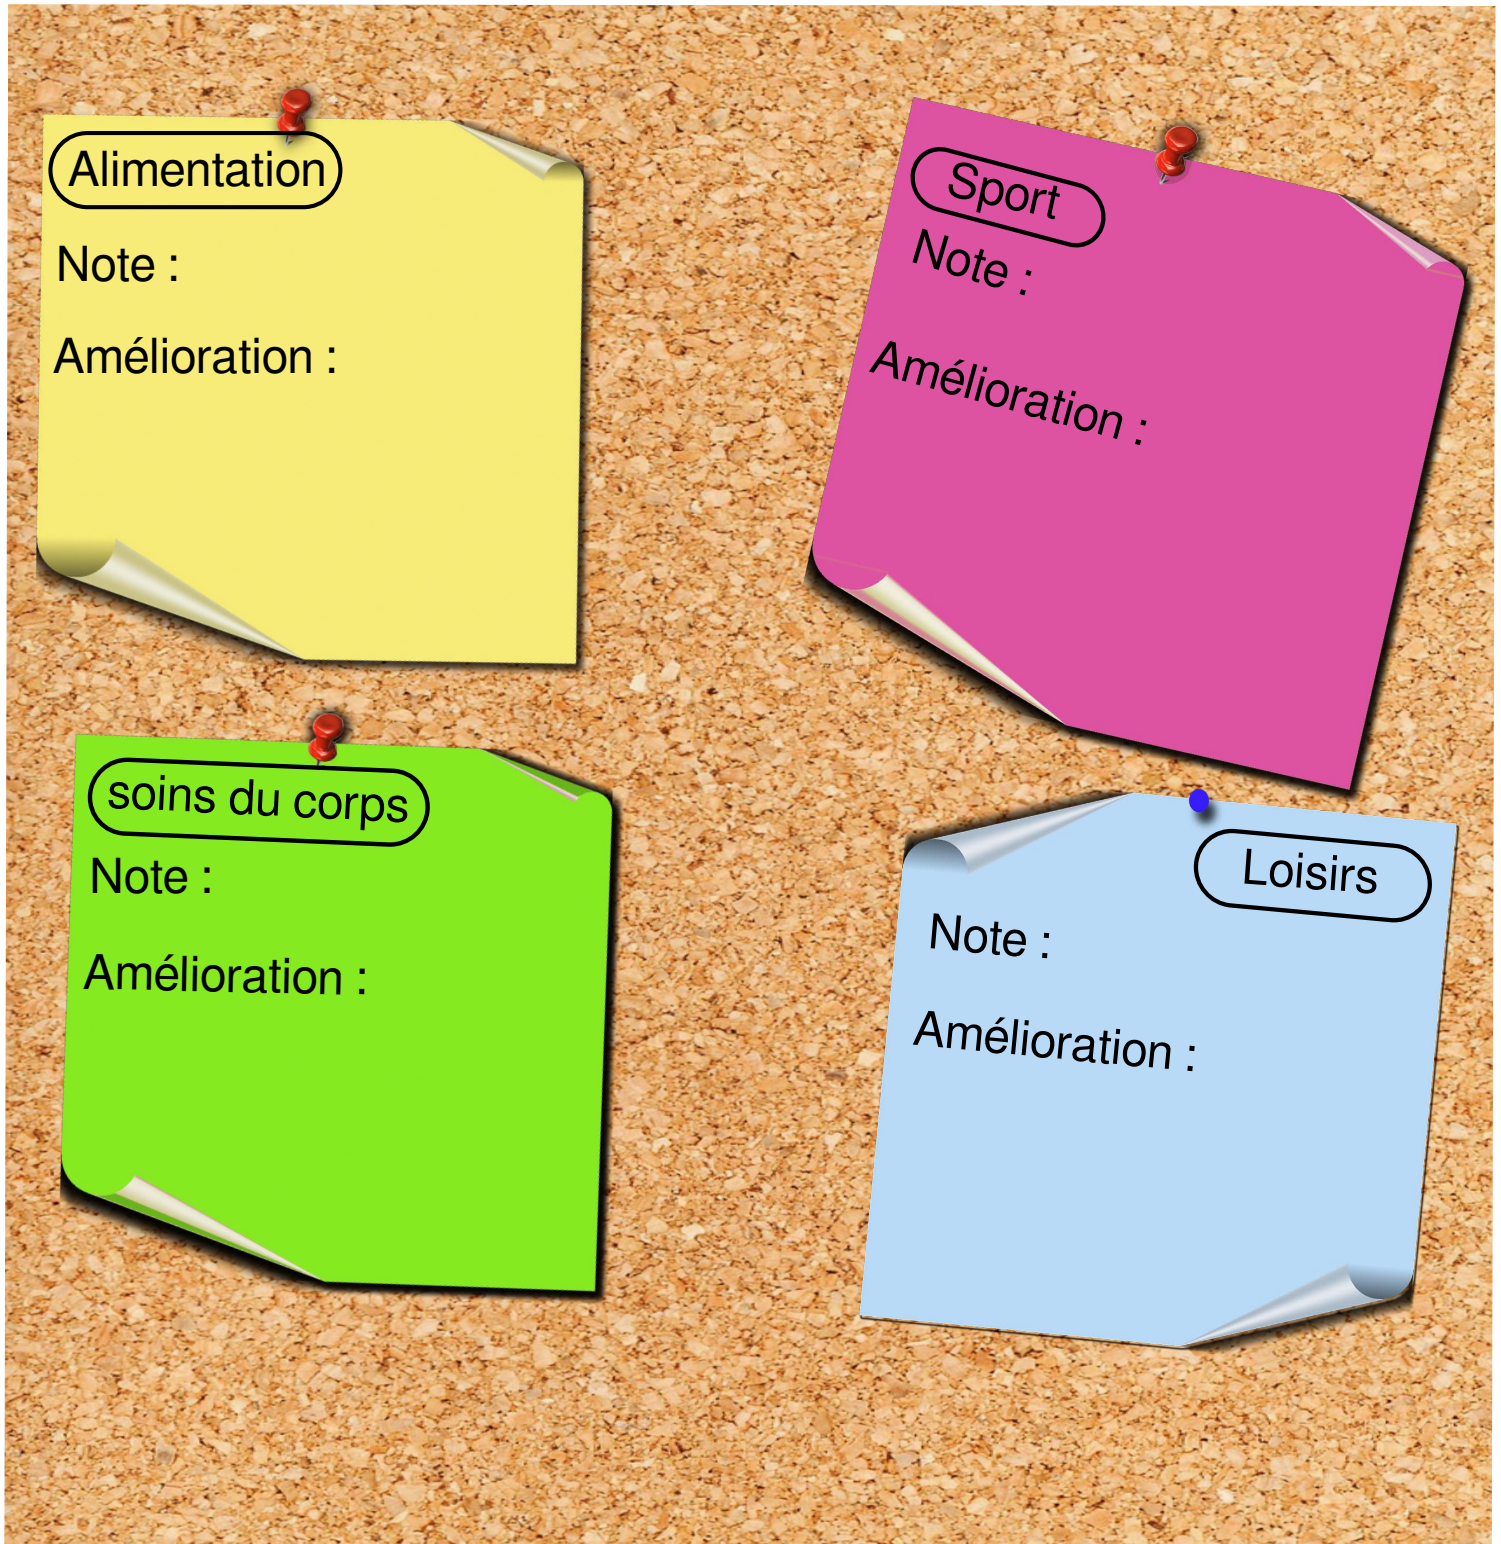 Alimentation
Note :
Amélioration :
Sport
Note :
Amélioration :
soins du corps
Note :
Amélioration :
Loisirs
Note :
Amélioration :